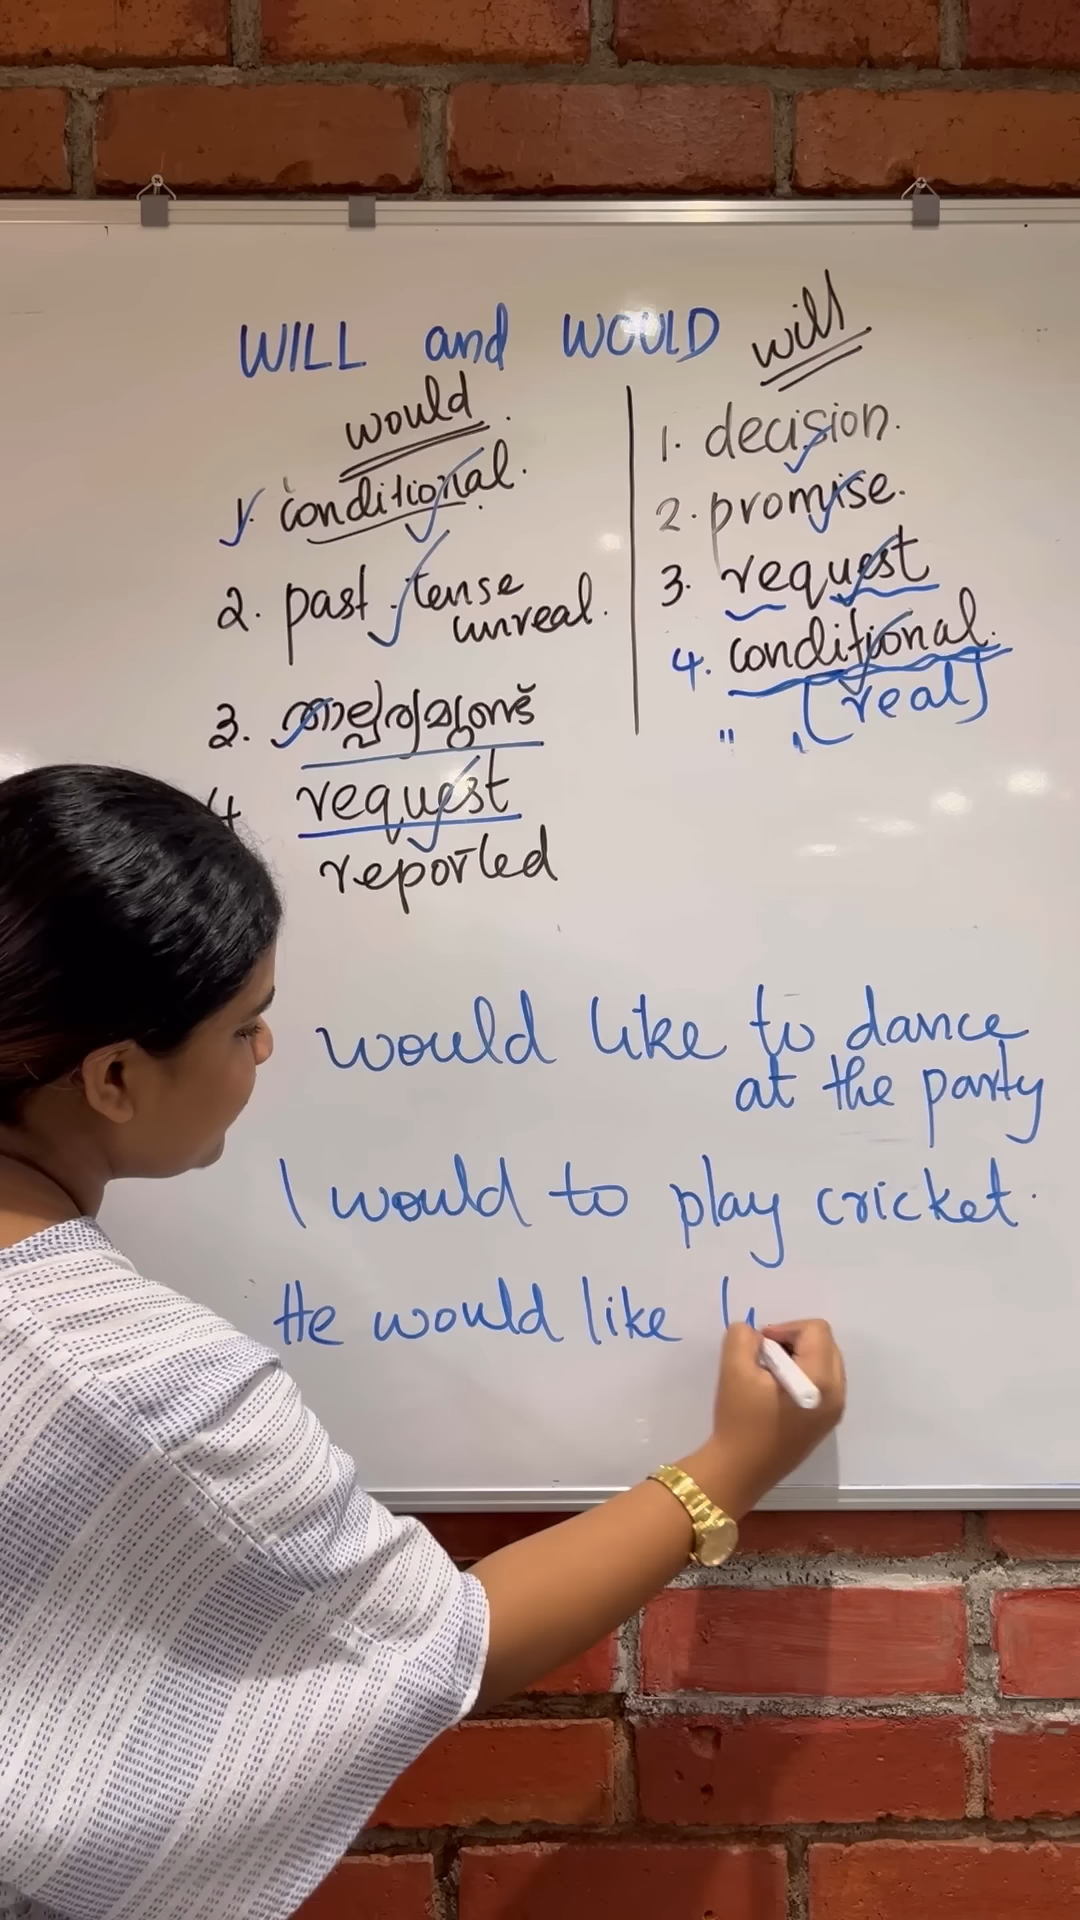 WILL and WOULD
would
1. conditional.
2. past tense
unreal.
3. താല്പര്യമുണ്ട്
4 request
reported
will
1. decision.
2. promise.
3. request
4. conditional.
" (real)
would like to dance
at the party
I would to play cricket.
He would like